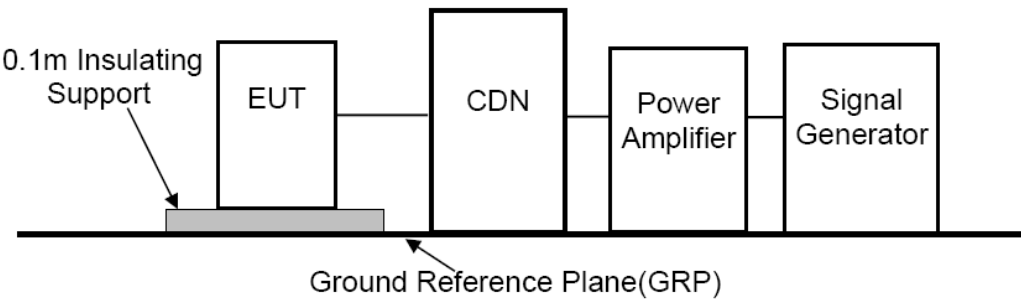 0.1m Insulating
Support
EUT
CDN
Power
Amplifier
Signal
Generator
Ground Reference Plane(GRP)